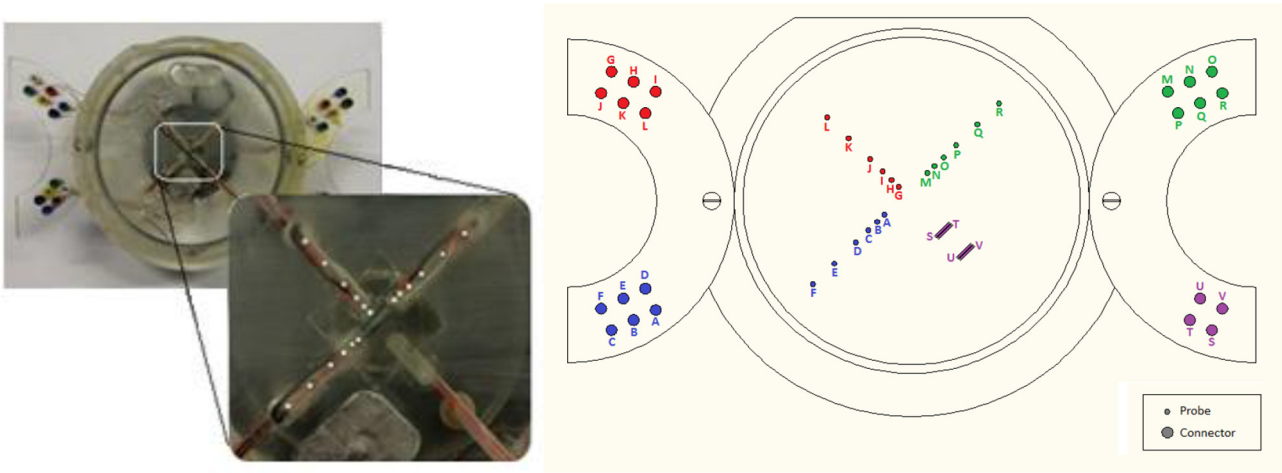 G H I
J K L
M N O
P Q R
L
K
J
I
H
G
R
Q
P
O
N
M
A
B
C
D
E
F
S T
U V
F E D
C B A
U V
T S
Probe
Connector